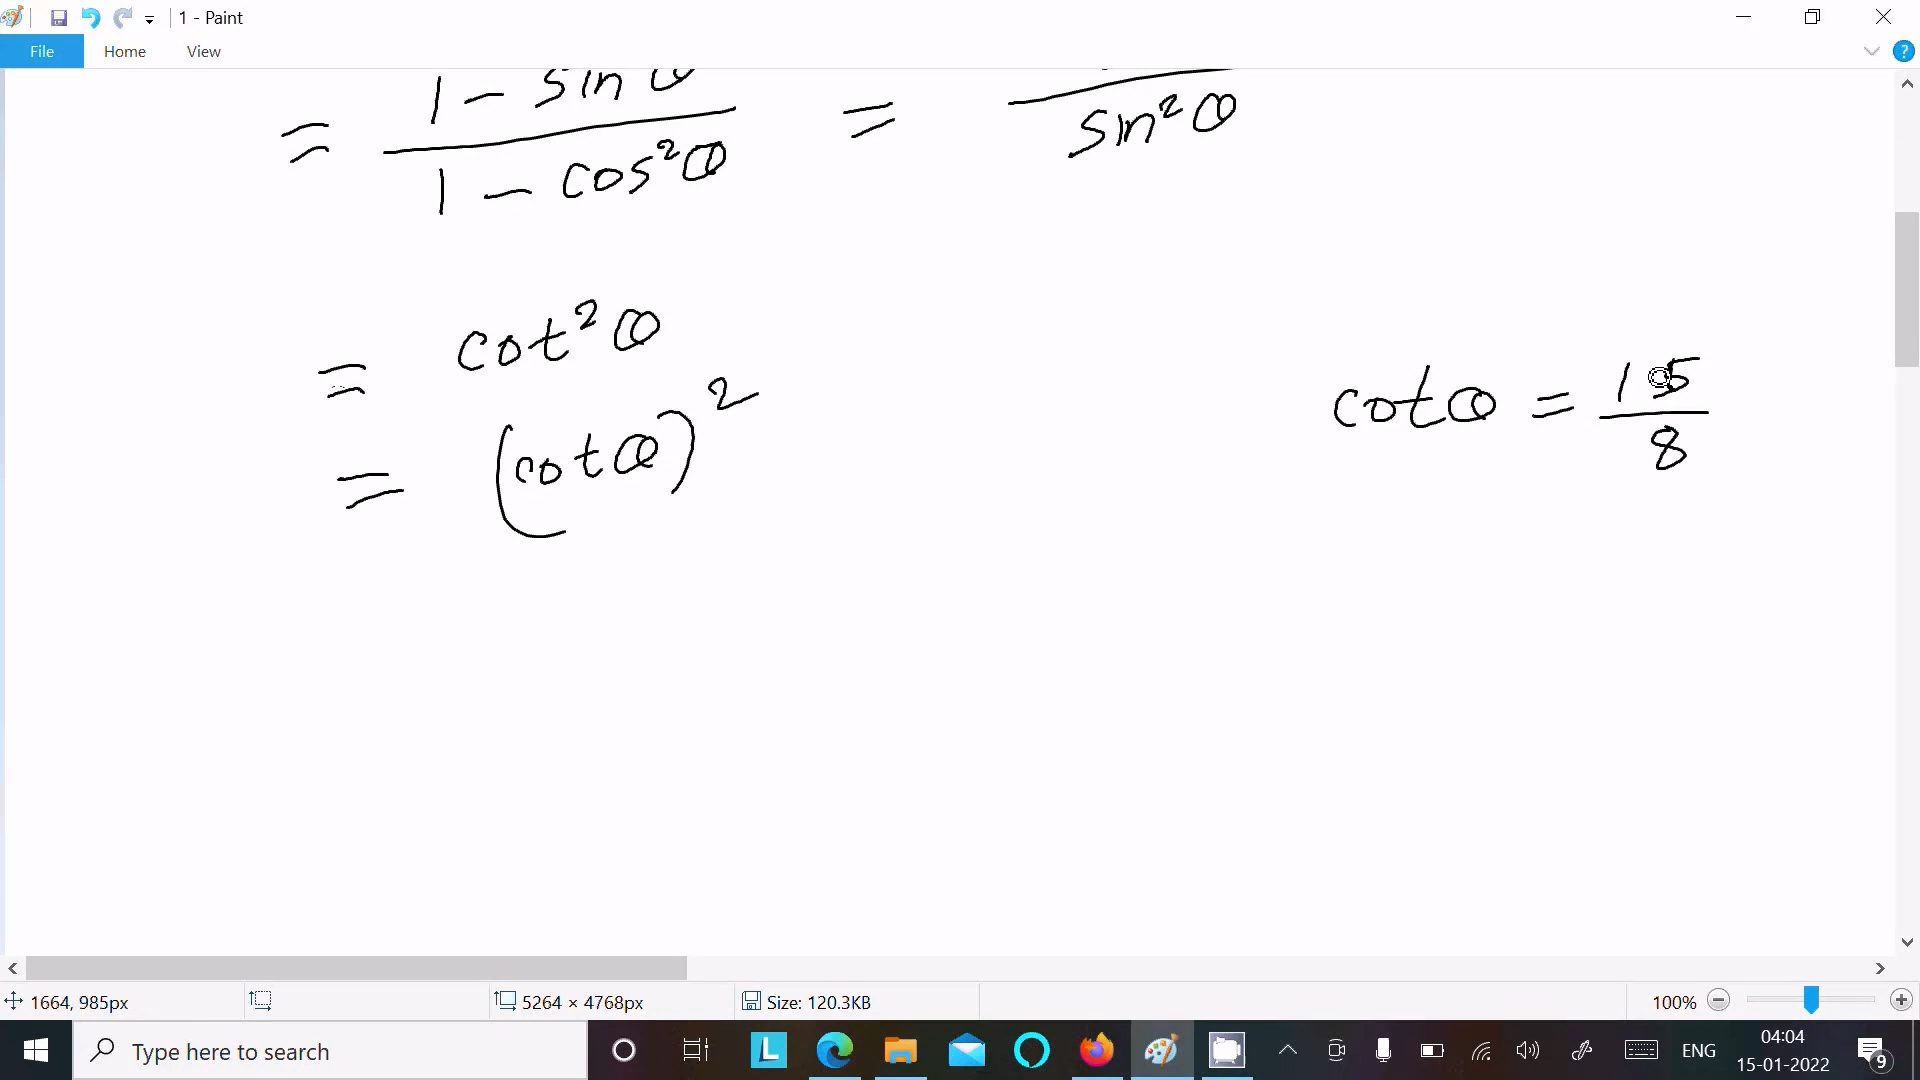 1 - Paint
File Home View
1 - sin θ
= =
1 - cos²θ sin²θ
= cot²θ
= (cotθ)²
cotθ = 15/8
1664, 985px 5264 × 4768px Size: 120.3KB 100%
Type here to search L ENG 04:04
15-01-2022 9